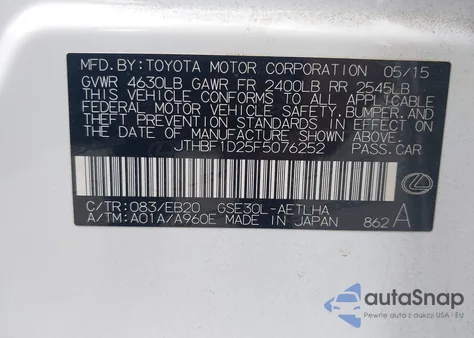 MFD. BY: TOYOTA MOTOR CORPORATION 05/15
GVWR 4630LB GAWR FR 2400LB RR 2545LB
THIS VEHICLE CONFORMS TO ALL APPLICABLE
FEDERAL MOTOR VEHICLE SAFETY, BUMPER, AND
THEFT PREVENTION STANDARDS IN EFFECT ON THE DATE
OF MANUFACTURE SHOWN ABOVE.
JTHBF1D25F5076252 PASS.CAR
C/TR: 083/EB20 GSE30L-AETLHA
A/TM: A01A/A960E MADE IN JAPAN 862 A
autoSnap
Pewne auta z aukcji USA i EU